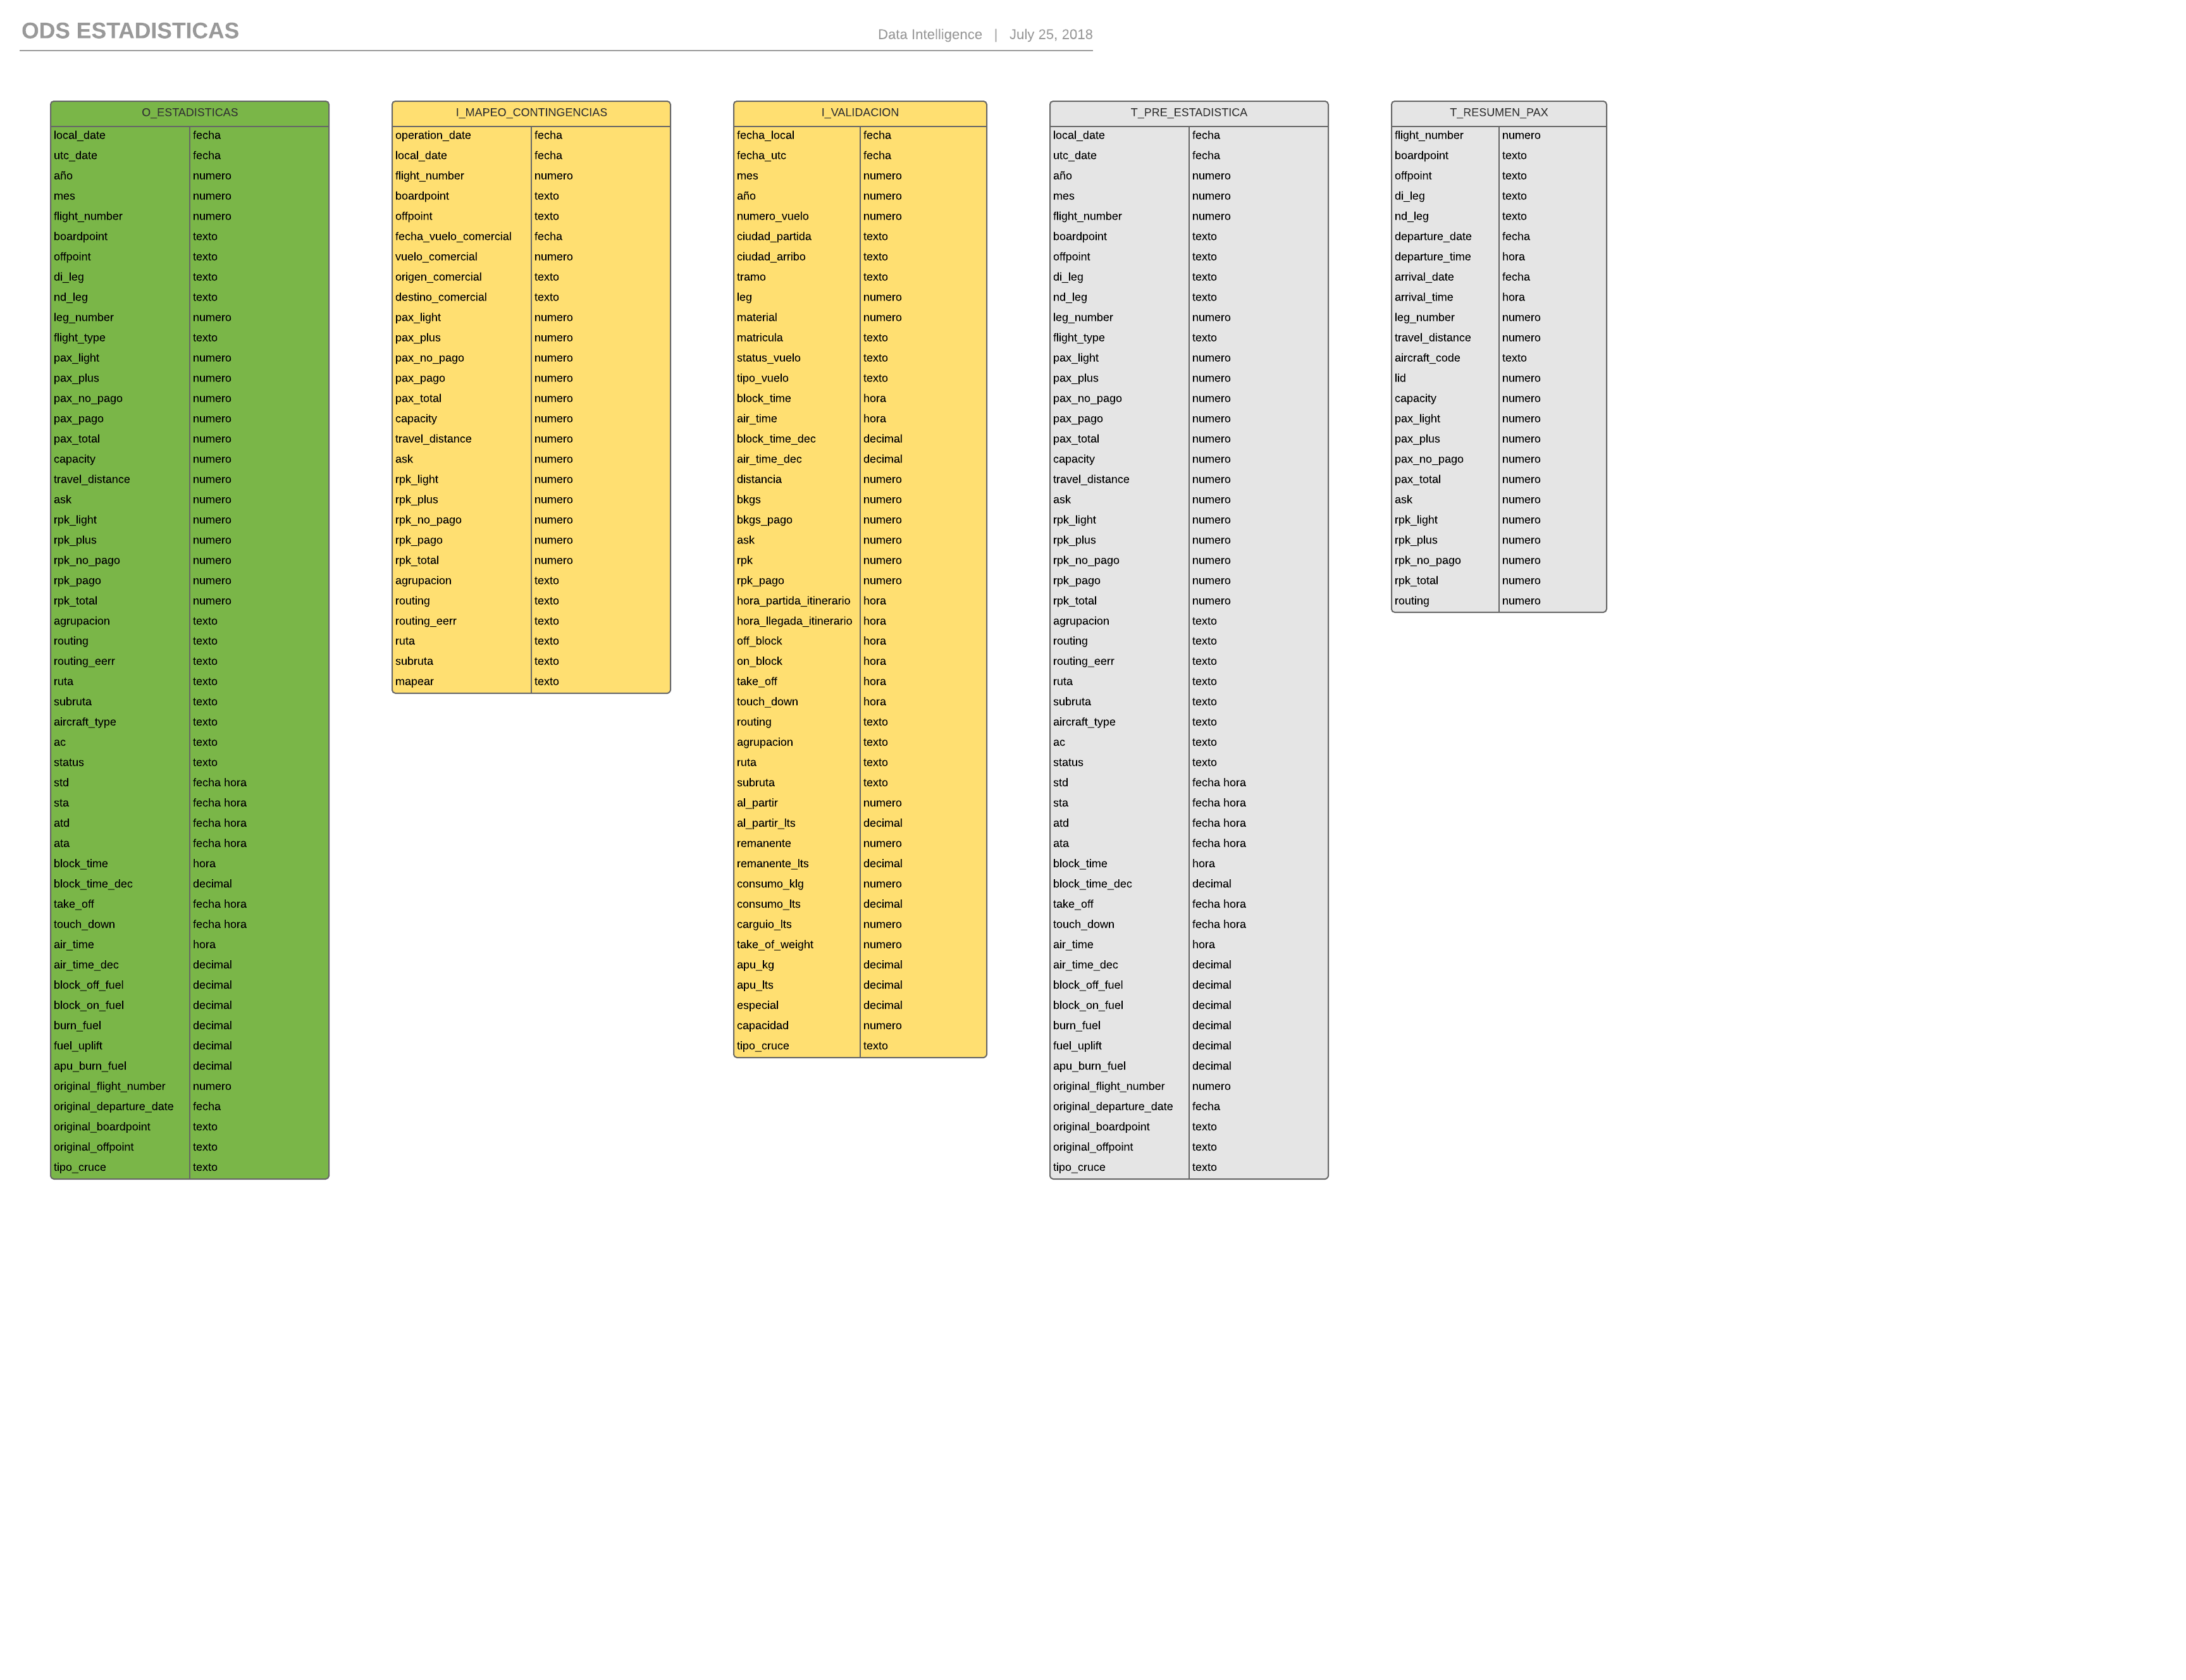 ODS ESTADISTICAS
Data Intelligence | July 25, 2018
O_ESTADISTICAS
local_date fecha
utc_date fecha
año numero
mes numero
flight_number numero
boardpoint texto
offpoint texto
di_leg texto
nd_leg texto
leg_number numero
flight_type texto
pax_light numero
pax_plus numero
pax_no_pago numero
pax_pago numero
pax_total numero
capacity numero
travel_distance numero
ask numero
rpk_light numero
rpk_plus numero
rpk_no_pago numero
rpk_pago numero
rpk_total numero
agrupacion texto
routing texto
routing_eerr texto
ruta texto
subruta texto
aircraft_type texto
ac texto
status texto
std fecha hora
sta fecha hora
atd fecha hora
ata fecha hora
block_time hora
block_time_dec decimal
take_off fecha hora
touch_down fecha hora
air_time hora
air_time_dec decimal
block_off_fuel decimal
block_on_fuel decimal
burn_fuel decimal
fuel_uplift decimal
apu_burn_fuel decimal
original_flight_number numero
original_departure_date fecha
original_boardpoint texto
original_offpoint texto
tipo_cruce texto
I_MAPEO_CONTINGENCIAS
operation_date fecha
local_date fecha
flight_number numero
boardpoint texto
offpoint texto
fecha_vuelo_comercial fecha
vuelo_comercial numero
origen_comercial texto
destino_comercial texto
pax_light numero
pax_plus numero
pax_no_pago numero
pax_pago numero
pax_total numero
capacity numero
travel_distance numero
ask numero
rpk_light numero
rpk_plus numero
rpk_no_pago numero
rpk_pago numero
rpk_total numero
agrupacion texto
routing texto
routing_eerr texto
ruta texto
subruta texto
mapear texto
I_VALIDACION
fecha_local fecha
fecha_utc fecha
mes numero
año numero
numero_vuelo numero
ciudad_partida texto
ciudad_arribo texto
tramo texto
leg numero
material numero
matricula texto
status_vuelo texto
tipo_vuelo texto
block_time hora
air_time hora
block_time_dec decimal
air_time_dec decimal
distancia numero
bkgs numero
bkgs_pago numero
ask numero
rpk numero
rpk_pago numero
hora_partida_itinerario hora
hora_llegada_itinerario hora
off_block hora
on_block hora
take_off hora
touch_down hora
routing texto
agrupacion texto
ruta texto
subruta texto
al_partir numero
al_partir_lts decimal
remanente numero
remanente_lts decimal
consumo_klg numero
consumo_lts decimal
carguio_lts numero
take_of_weight numero
apu_kg decimal
apu_lts decimal
especial decimal
capacidad numero
tipo_cruce texto
T_PRE_ESTADISTICA
local_date fecha
utc_date fecha
año numero
mes numero
flight_number numero
boardpoint texto
offpoint texto
di_leg texto
nd_leg texto
leg_number numero
flight_type texto
pax_light numero
pax_plus numero
pax_no_pago numero
pax_pago numero
pax_total numero
capacity numero
travel_distance numero
ask numero
rpk_light numero
rpk_plus numero
rpk_no_pago numero
rpk_pago numero
rpk_total numero
agrupacion texto
routing texto
routing_eerr texto
ruta texto
subruta texto
aircraft_type texto
ac texto
status texto
std fecha hora
sta fecha hora
atd fecha hora
ata fecha hora
block_time hora
block_time_dec decimal
take_off fecha hora
touch_down fecha hora
air_time hora
air_time_dec decimal
block_off_fuel decimal
block_on_fuel decimal
burn_fuel decimal
fuel_uplift decimal
apu_burn_fuel decimal
original_flight_number numero
original_departure_date fecha
original_boardpoint texto
original_offpoint texto
tipo_cruce texto
T_RESUMEN_PAX
flight_number numero
boardpoint texto
offpoint texto
di_leg texto
nd_leg texto
departure_date fecha
departure_time hora
arrival_date fecha
arrival_time hora
leg_number numero
travel_distance numero
aircraft_code texto
lid numero
capacity numero
pax_light numero
pax_plus numero
pax_no_pago numero
pax_total numero
ask numero
rpk_light numero
rpk_plus numero
rpk_no_pago numero
rpk_total numero
routing numero